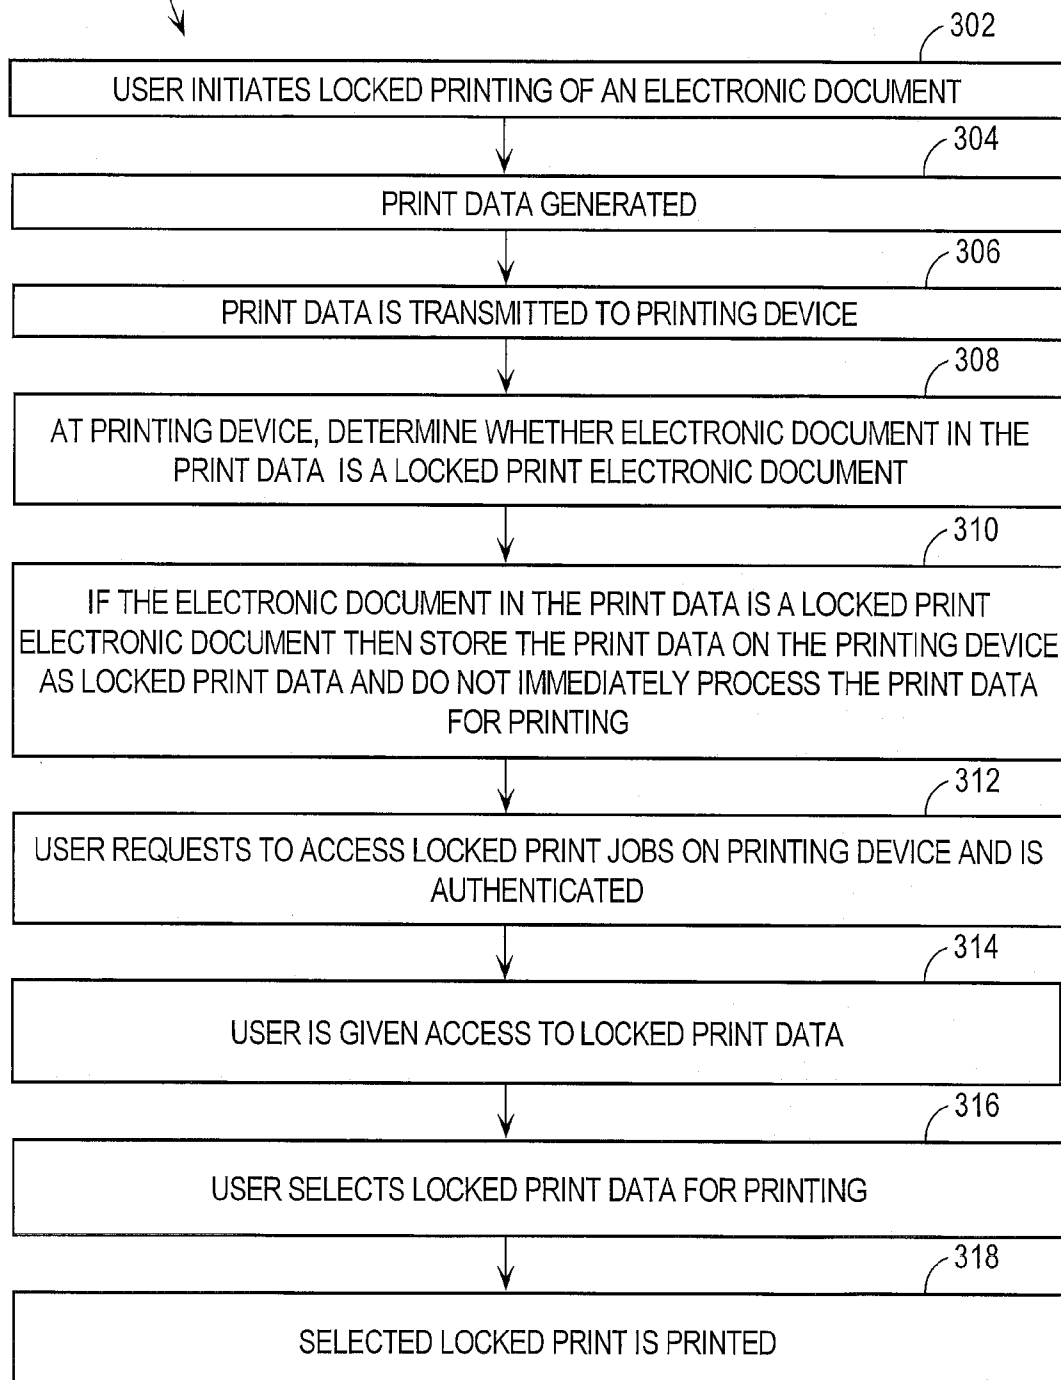 302
USER INITIATES LOCKED PRINTING OF AN ELECTRONIC DOCUMENT
304
PRINT DATA GENERATED
306
PRINT DATA IS TRANSMITTED TO PRINTING DEVICE
308
AT PRINTING DEVICE, DETERMINE WHETHER ELECTRONIC DOCUMENT IN THE
PRINT DATA IS A LOCKED PRINT ELECTRONIC DOCUMENT
310
IF THE ELECTRONIC DOCUMENT IN THE PRINT DATA IS A LOCKED PRINT
ELECTRONIC DOCUMENT THEN STORE THE PRINT DATA ON THE PRINTING DEVICE
AS LOCKED PRINT DATA AND DO NOT IMMEDIATELY PROCESS THE PRINT DATA
FOR PRINTING
312
USER REQUESTS TO ACCESS LOCKED PRINT JOBS ON PRINTING DEVICE AND IS
AUTHENTICATED
314
USER IS GIVEN ACCESS TO LOCKED PRINT DATA
316
USER SELECTS LOCKED PRINT DATA FOR PRINTING
318
SELECTED LOCKED PRINT IS PRINTED